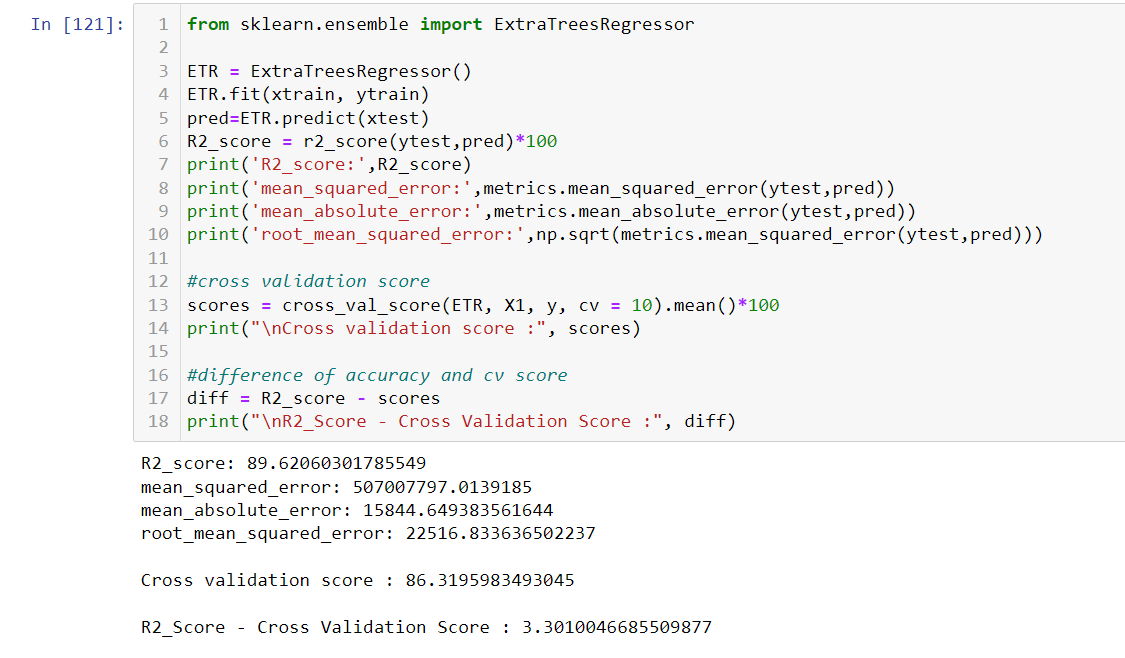 In [121]:
1 from sklearn.ensemble import ExtraTreesRegressor
2
3 ETR = ExtraTreesRegressor()
4 ETR.fit(xtrain, ytrain)
5 pred=ETR.predict(xtest)
6 R2_score = r2_score(ytest,pred)*100
7 print('R2_score:',R2_score)
8 print('mean_squared_error:',metrics.mean_squared_error(ytest,pred))
9 print('mean_absolute_error:',metrics.mean_absolute_error(ytest,pred))
10 print('root_mean_squared_error:',np.sqrt(metrics.mean_squared_error(ytest,pred)))
11
12 #cross validation score
13 scores = cross_val_score(ETR, X1, y, cv = 10).mean()*100
14 print("\nCross validation score :", scores)
15
16 #difference of accuracy and cv score
17 diff = R2_score - scores
18 print("\nR2_Score - Cross Validation Score :", diff)
R2_score: 89.62060301785549
mean_squared_error: 507007797.0139185
mean_absolute_error: 15844.649383561644
root_mean_squared_error: 22516.833636502237
Cross validation score : 86.3195983493045
R2_Score - Cross Validation Score : 3.3010046685509877